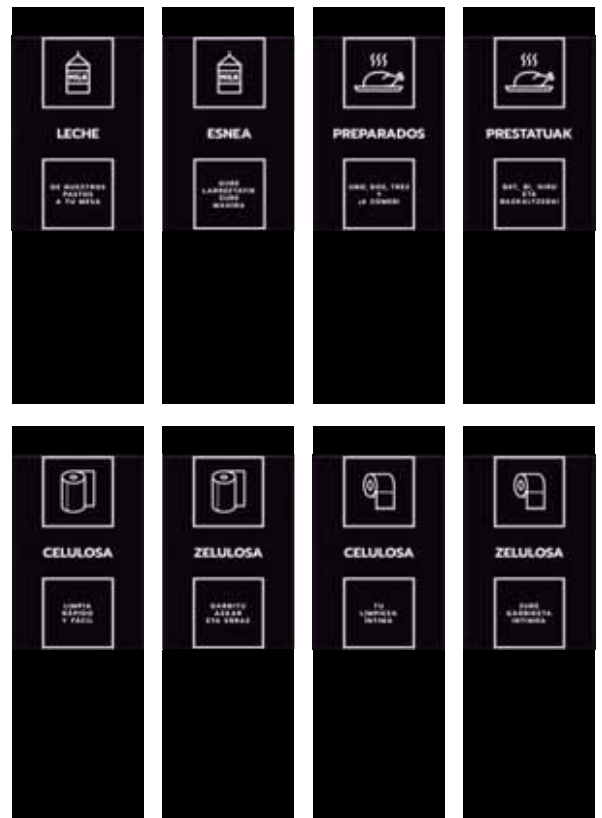 MILK
LECHE
DE NUESTROS
PASTOS
A TU MESA
MILK
ESNEA
GURE
LARREETATIK
ZURE
MAHAIRA
PREPARADOS
UNO, DOS, TRES
Y
¡A COMER!
PRESTATUAK
BAT, BI, HIRU
ETA
BAZKALTZERA!
CELULOSA
LIMPIA
RÁPIDO
Y FÁCIL
ZELULOSA
GARBITU
AZKAR
ETA ERRAZ
CELULOSA
TU
LIMPIEZA
ÍNTIMA
ZELULOSA
ZURE
GARBIKETA
INTIMOA